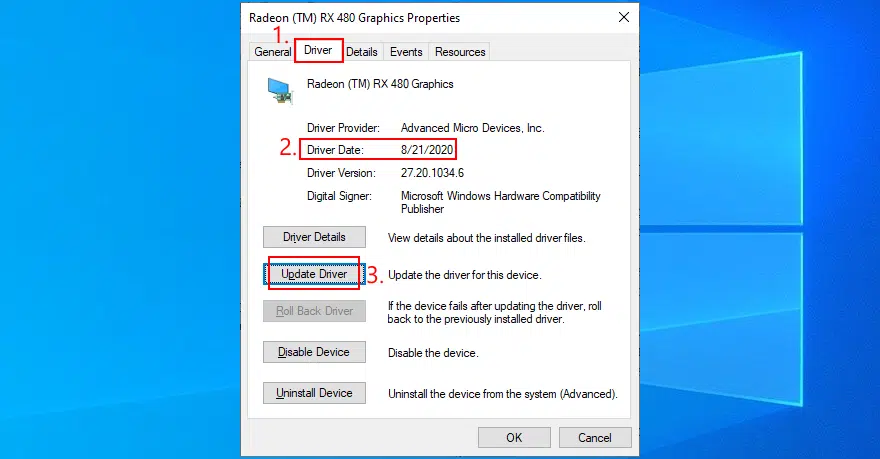 Radeon (TM) RX 480 Graphics Properties
1.
General Driver Details Events Resources
Radeon (TM) RX 480 Graphics
Driver Provider: Advanced Micro Devices, Inc.
2. Driver Date: 8/21/2020
Driver Version: 27.20.1034.6
Digital Signer: Microsoft Windows Hardware Compatibility
Publisher
Driver Details View details about the installed driver files.
Update Driver 3. Update the driver for this device.
Roll Back Driver If the device fails after updating the driver, roll
back to the previously installed driver.
Disable Device Disable the device.
Uninstall Device Uninstall the device from the system (Advanced).
OK Cancel